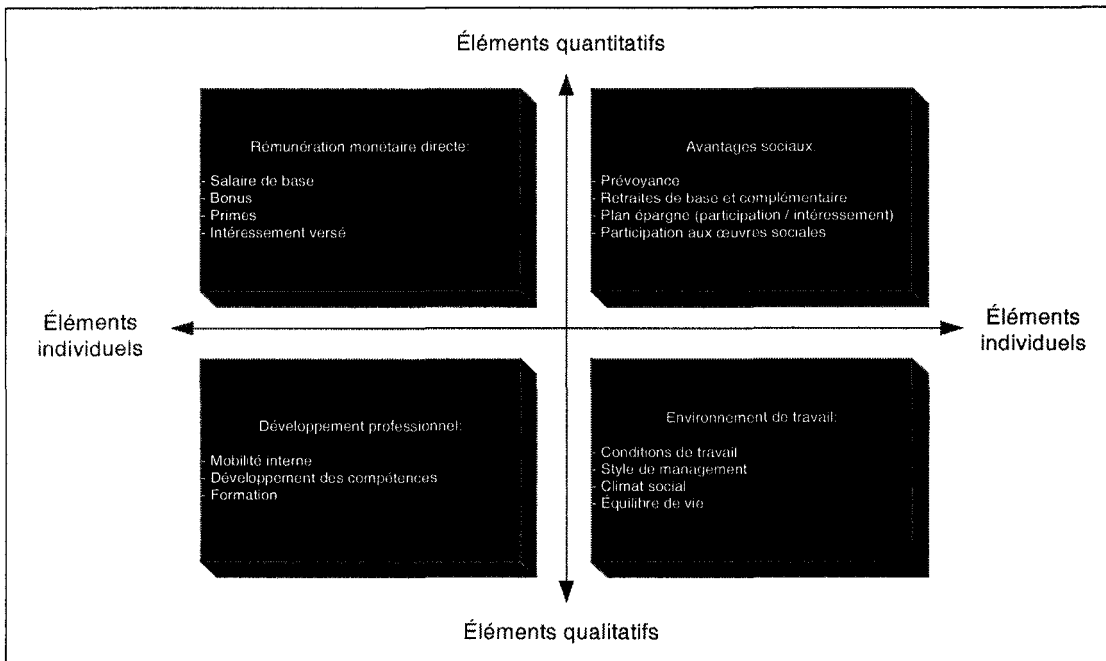 Éléments quantitatifs
Rémunération monétaire directe:
- Salaire de base
- Bonus
- Primes
- Intéressement versé
Avantages sociaux:
- Prévoyance
- Retraites de base et complémentaire
- Plan épargne (participation / intéressement)
- Participation aux œuvres sociales
Éléments
individuels
Éléments
individuels
Développement professionnel:
- Mobilité interne
- Développement des compétences
- Formation
Environnement de travail:
- Conditions de travail
- Style de management
- Climat social
- Équilibre de vie
Éléments qualitatifs